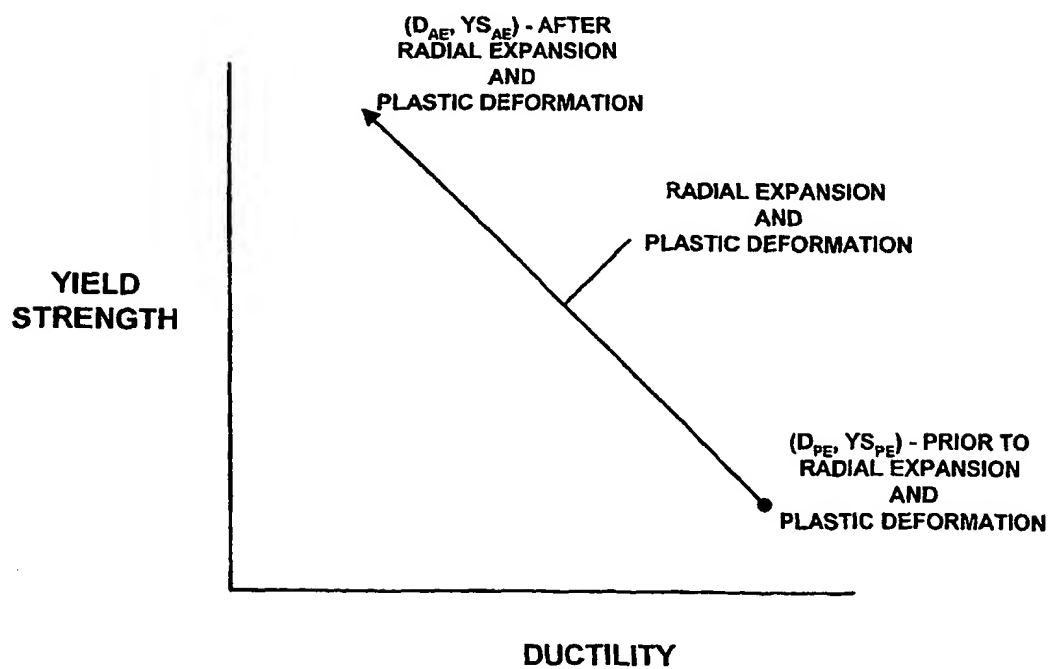 (D_AE, YS_AE) - AFTER
RADIAL EXPANSION
AND
PLASTIC DEFORMATION
RADIAL EXPANSION
AND
PLASTIC DEFORMATION
YIELD
STRENGTH
(D_PE, YS_PE) - PRIOR TO
RADIAL EXPANSION
AND
PLASTIC DEFORMATION
DUCTILITY